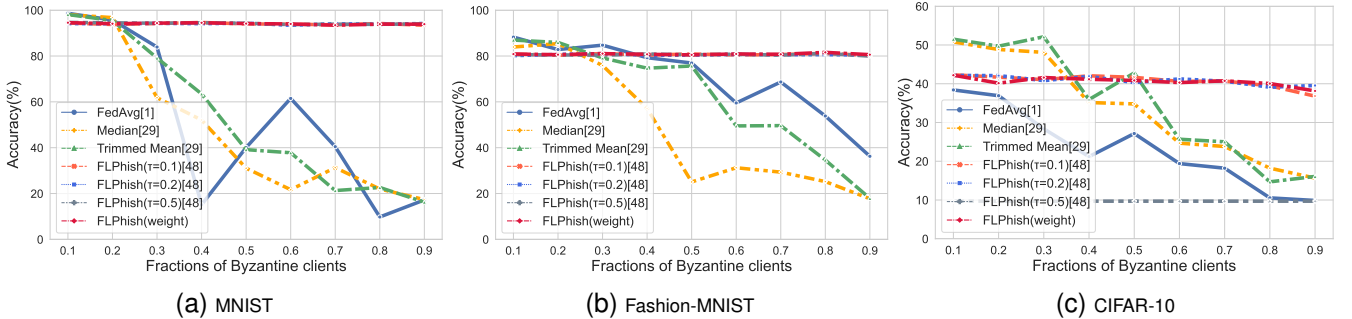 Accuracy(%)
100
80
60
40
20
0
FedAvg[1]
Median[29]
Trimmed Mean[29]
FLPhish(τ=0.1)[48]
FLPhish(τ=0.2)[48]
FLPhish(τ=0.5)[48]
FLPhish(weight)
0.1 0.2 0.3 0.4 0.5 0.6 0.7 0.8 0.9
Fractions of Byzantine clients
(a) MNIST
Accuracy(%)
100
80
60
40
20
0
FedAvg[1]
Median[29]
Trimmed Mean[29]
FLPhish(τ=0.1)[48]
FLPhish(τ=0.2)[48]
FLPhish(τ=0.5)[48]
FLPhish(weight)
0.1 0.2 0.3 0.4 0.5 0.6 0.7 0.8 0.9
Fractions of Byzantine clients
(b) Fashion-MNIST
Accuracy(%)
60
50
40
30
20
10
0
FedAvg[1]
Median[29]
Trimmed Mean[29]
FLPhish(τ=0.1)[48]
FLPhish(τ=0.2)[48]
FLPhish(τ=0.5)[48]
FLPhish(weight)
0.1 0.2 0.3 0.4 0.5 0.6 0.7 0.8 0.9
Fractions of Byzantine clients
(c) CIFAR-10